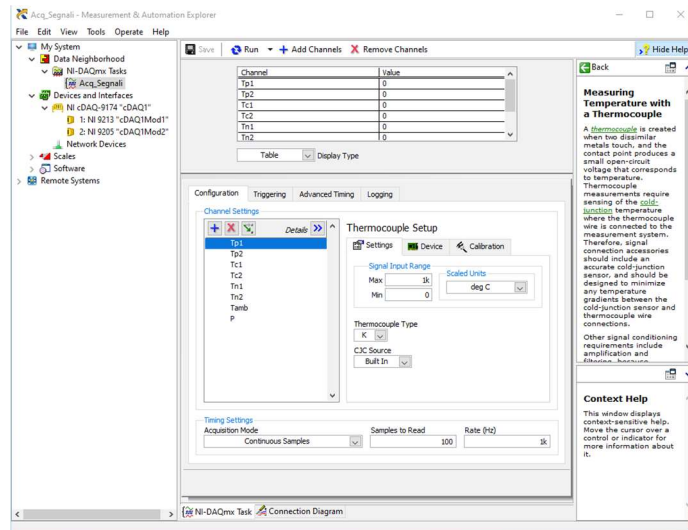 Acq_Segnali - Measurement & Automation Explorer
File Edit View Tools Operate Help
My System
Data Neighborhood
NI-DAQmx Tasks
Acq_Segnali
Devices and Interfaces
NI cDAQ-9174 "cDAQ1"
1: NI 9213 "cDAQ1Mod1"
2: NI 9205 "cDAQ1Mod2"
Network Devices
Scales
Software
Remote Systems
Save Run Add Channels Remove Channels Hide Help
Channel Value
Tp1 0
Tp2 0
Tc1 0
Tc2 0
Tn1 0
Tn2 0
Table Display Type
Configuration Triggering Advanced Timing Logging
Channel Settings
Details
Tp1
Tp2
Tc1
Tc2
Tn1
Tn2
Tamb
P
Thermocouple Setup
Settings Device Calibration
Signal Input Range
Max 1k
Min 0
Scaled Units
deg C
Thermocouple Type
K
CJC Source
Built In
Timing Settings
Acquisition Mode Samples to Read Rate (Hz)
Continuous Samples 100 1k
NI-DAQmx Task Connection Diagram
Back
Measuring
Temperature with
a Thermocouple
A thermocouple is created
when two dissimilar
metals touch, and the
contact point produces a
small open-circuit
voltage that corresponds
to temperature.
Thermocouple
measurements require
sensing of the cold-
junction temperature
where the thermocouple
wire is connected to the
measurement system.
Therefore, signal
connection accessories
should include an
accurate cold-junction
sensor, and should be
designed to minimize
any temperature
gradients between the
cold-junction sensor and
thermocouple wire
connections.
Other signal conditioning
requirements include
amplification and
filtering, because
Context Help
This window displays
context-sensitive help.
Move the cursor over a
control or indicator for
more information about
it.